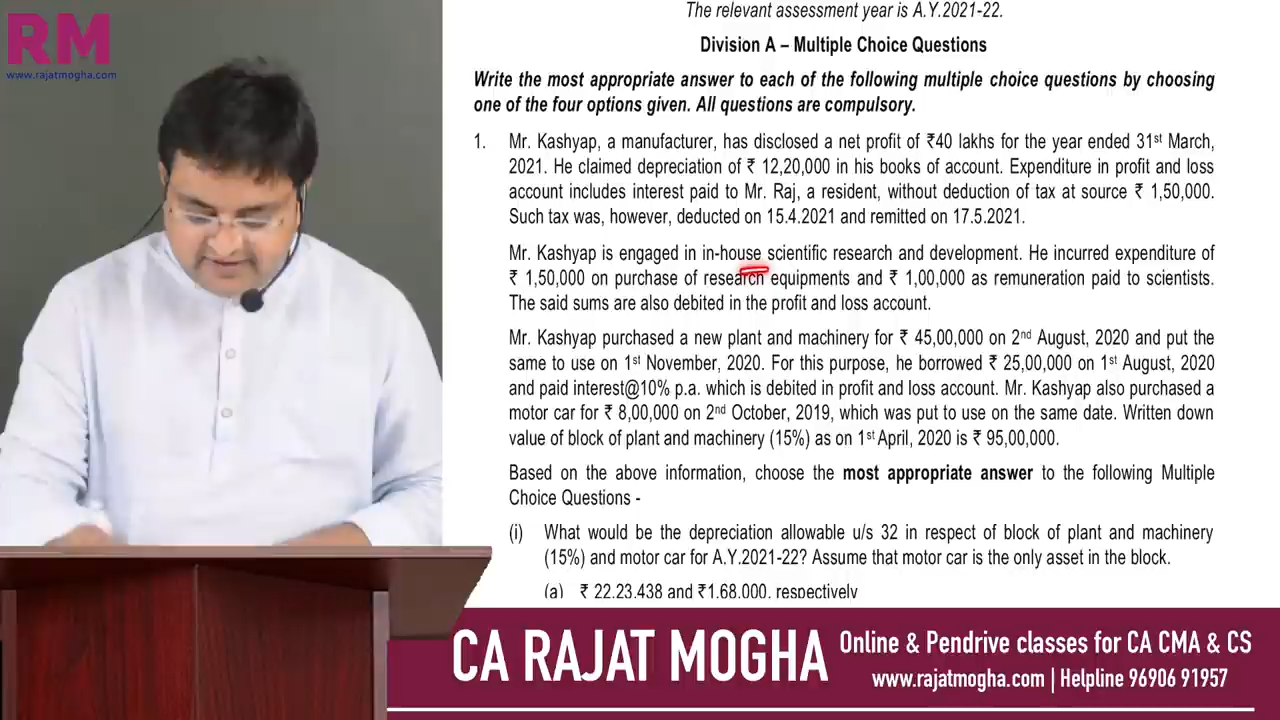 RM
www.rajatmogha.com
The relevant assessment year is A.Y.2021-22.
Division A – Multiple Choice Questions
Write the most appropriate answer to each of the following multiple choice questions by choosing
one of the four options given. All questions are compulsory.
1. Mr. Kashyap, a manufacturer, has disclosed a net profit of ₹40 lakhs for the year ended 31st March,
2021. He claimed depreciation of ₹ 12,20,000 in his books of account. Expenditure in profit and loss
account includes interest paid to Mr. Raj, a resident, without deduction of tax at source ₹ 1,50,000.
Such tax was, however, deducted on 15.4.2021 and remitted on 17.5.2021.
Mr. Kashyap is engaged in in-house scientific research and development. He incurred expenditure of
₹ 1,50,000 on purchase of research equipments and ₹ 1,00,000 as remuneration paid to scientists.
The said sums are also debited in the profit and loss account.
Mr. Kashyap purchased a new plant and machinery for ₹ 45,00,000 on 2nd August, 2020 and put the
same to use on 1st November, 2020. For this purpose, he borrowed ₹ 25,00,000 on 1st August, 2020
and paid interest@10% p.a. which is debited in profit and loss account. Mr. Kashyap also purchased a
motor car for ₹ 8,00,000 on 2nd October, 2019, which was put to use on the same date. Written down
value of block of plant and machinery (15%) as on 1st April, 2020 is ₹ 95,00,000.
Based on the above information, choose the most appropriate answer to the following Multiple
Choice Questions -
(i) What would be the depreciation allowable u/s 32 in respect of block of plant and machinery
(15%) and motor car for A.Y.2021-22? Assume that motor car is the only asset in the block.
(a) ₹ 22,23,438 and ₹1,68,000, respectively
CA RAJAT MOGHA
Online & Pendrive classes for CA CMA & CS
www.rajatmogha.com | Helpline 96906 91957